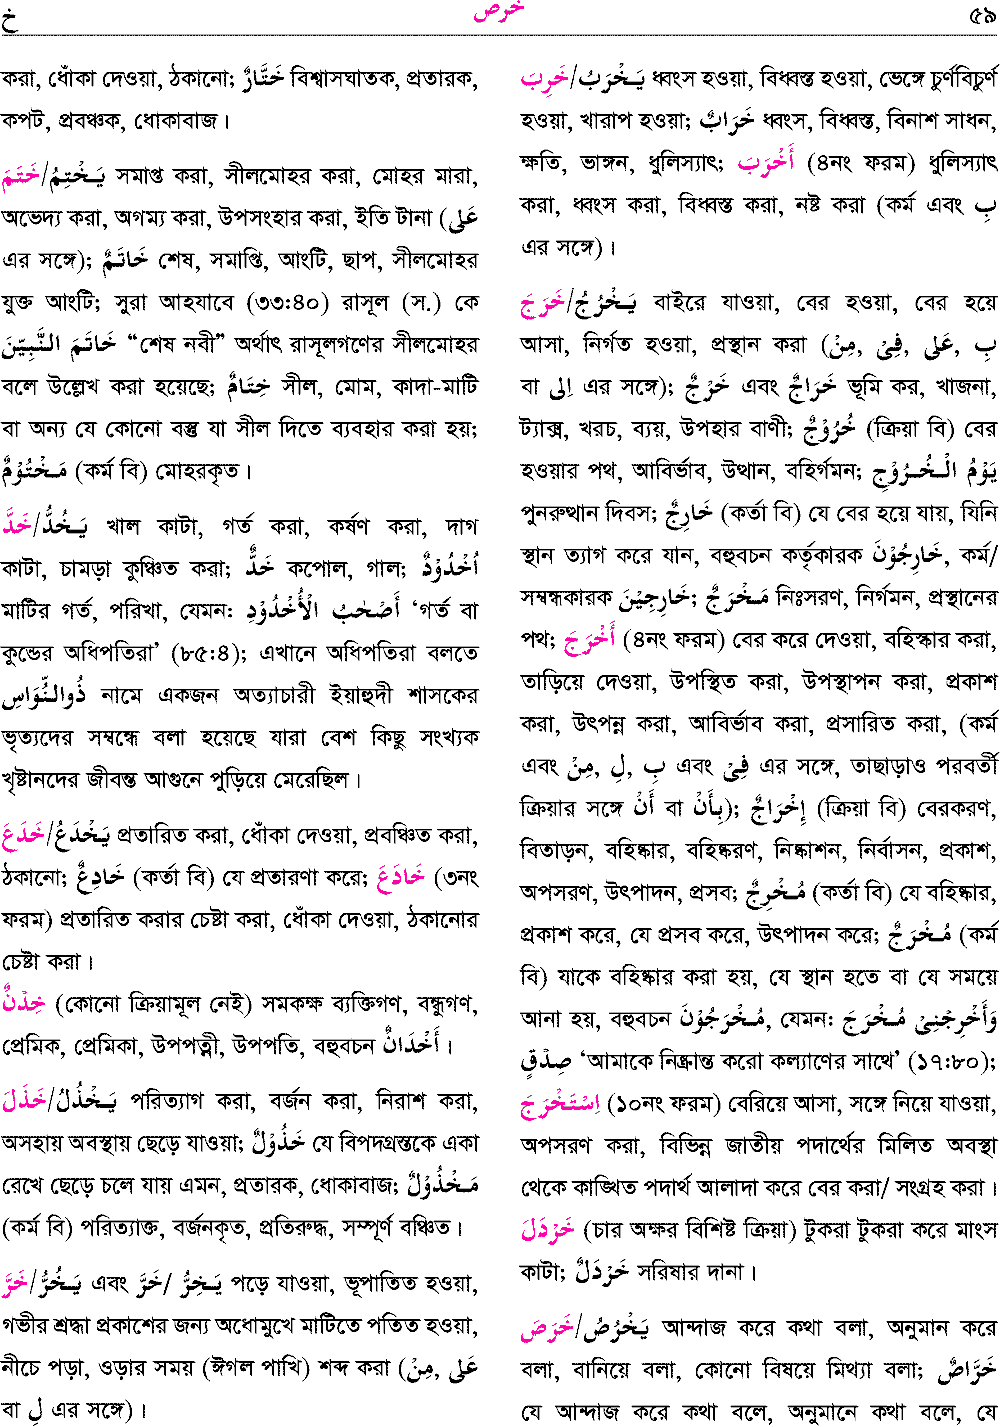 خ خرص ৫৯
করা, ধোঁকা দেওয়া, ঠকানো; خَتَّارٌ বিশ্বাসঘাতক, প্রতারক,
কপট, প্রবঞ্চক, ধোকাবাজ।
خَتَمَ/يَخْتِمُ সমাপ্ত করা, সীলমোহর করা, মোহর মারা,
অভেদ্য করা, অগম্য করা, উপসংহার করা, ইতি টানা (عَلٰى
এর সঙ্গে); خَاتَمٌ শেষ, সমাপ্তি, আংটি, ছাপ, সীলমোহর
যুক্ত আংটি; সুরা আহযাবে (৩৩:৪০) রাসূল (স.) কে
خَاتَمَ النَّبِيِّنَ “শেষ নবী” অর্থাৎ রাসূলগণের সীলমোহর
বলে উল্লেখ করা হয়েছে; خِتَامٌ সীল, মোম, কাদা-মাটি
বা অন্য যে কোনো বস্তু যা সীল দিতে ব্যবহার করা হয়;
مَخْتُوْمٌ (কর্ম বি) মোহরকৃত।
خَدَّ/يَخُدُّ খাল কাটা, গর্ত করা, কর্ষণ করা, দাগ
কাটা, চামড়া কুঞ্চিত করা; خَدٌّ কপোল, গাল; اُخْدُوْدٌ
মাটির গর্ত, পরিখা, যেমন: أَصْحٰبُ الْأُخْدُوْدِ ‘গর্ত বা
কুন্ডের অধিপতিরা’ (৮৫:৪); এখানে অধিপতিরা বলতে
ذُوالنُّوَاسِ নামে একজন অত্যাচারী ইয়াহুদী শাসকের
ভৃত্যদের সম্বন্ধে বলা হয়েছে যারা বেশ কিছু সংখ্যক
খৃষ্টানদের জীবন্ত আগুনে পুড়িয়ে মেরেছিল।
خَدَعَ/يَخْدَعُ প্রতারিত করা, ধোঁকা দেওয়া, প্রবঞ্চিত করা,
ঠকানো; خَادِعٌ (কর্তা বি) যে প্রতারণা করে; خَادَعَ (৩নং
ফরম) প্রতারিত করার চেষ্টা করা, ধোঁকা দেওয়া, ঠকানোর
চেষ্টা করা।
خِدْنٌ (কোনো ক্রিয়ামূল নেই) সমকক্ষ ব্যক্তিগণ, বন্ধুগণ,
প্রেমিক, প্রেমিকা, উপপত্নী, উপপতি, বহুবচন أَخْدَانٌ।
خَذَلَ/يَخْذُلُ পরিত্যাগ করা, বর্জন করা, নিরাশ করা,
অসহায় অবস্থায় ছেড়ে যাওয়া; خَذُوْلٌ যে বিপদগ্রস্তকে একা
রেখে ছেড়ে চলে যায় এমন, প্রতারক, ধোকাবাজ; مَخْذُوْلٌ
(কর্ম বি) পরিত্যাক্ত, বর্জনকৃত, প্রতিরুদ্ধ, সম্পূর্ণ বঞ্চিত।
خَرَّ/يَخُرُّ এবং خَرَّ /يَخِرُّ পড়ে যাওয়া, ভূপাতিত হওয়া,
গভীর শ্রদ্ধা প্রকাশের জন্য অধোমুখে মাটিতে পতিত হওয়া,
নীচে পড়া, ওড়ার সময় (ঈগল পাখি) শব্দ করা (مِنْ, عَلٰى
বা لِ এর সঙ্গে)।
خَرِبَ/يَخْرَبُ ধ্বংস হওয়া, বিধ্বস্ত হওয়া, ভেঙ্গে চুর্ণবিচুর্ণ
হওয়া, খারাপ হওয়া; خَرَابٌ ধ্বংস, বিধ্বস্ত, বিনাশ সাধন,
ক্ষতি, ভাঙ্গন, ধুলিস্যাৎ; أَخْرَبَ (৪নং ফরম) ধুলিস্যাৎ
করা, ধ্বংস করা, বিধ্বস্ত করা, নষ্ট করা (কর্ম এবং بِ
এর সঙ্গে)।
خَرَجَ/يَخْرُجُ বাইরে যাওয়া, বের হওয়া, বের হয়ে
আসা, নির্গত হওয়া, প্রস্থান করা (مِنْ, فِيْ, عَلٰى, بِ
বা اِلٰى এর সঙ্গে); خَرْجٌ এবং خَرَاجٌ ভূমি কর, খাজনা,
ট্যাক্স, খরচ, ব্যয়, উপহার বাণী; خُرُوْجٌ (ক্রিয়া বি) বের
হওয়ার পথ, আবির্ভাব, উত্থান, বহির্গমন; يَوْمُ الْخُرُوْجِ
পুনরুত্থান দিবস; خَارِجٌ (কর্তা বি) যে বের হয়ে যায়, যিনি
স্থান ত্যাগ করে যান, বহুবচন কর্তৃকারক خَارِجُوْنَ, কর্ম/
সম্বন্ধকারক خَارِجِيْنَ; مَخْرَجٌ নিঃসরণ, নির্গমন, প্রস্থানের
পথ; أَخْرَجَ (৪নং ফরম) বের করে দেওয়া, বহিস্কার করা,
তাড়িয়ে দেওয়া, উপস্থিত করা, উপস্থাপন করা, প্রকাশ
করা, উৎপন্ন করা, আবির্ভাব করা, প্রসারিত করা, (কর্ম
এবং مِنْ, لِ, بِ এবং فِيْ এর সঙ্গে, তাছাড়াও পরবর্তী
ক্রিয়ার সঙ্গে أَنْ বা بِأَنْ); إِخْرَاجٌ (ক্রিয়া বি) বেরকরণ,
বিতাড়ন, বহিষ্কার, বহিষ্করণ, নিষ্কাশন, নির্বাসন, প্রকাশ,
অপসরণ, উৎপাদন, প্রসব; مُخْرِجٌ (কর্তা বি) যে বহিষ্কার,
প্রকাশ করে, যে প্রসব করে, উৎপাদন করে; مُخْرَجٌ (কর্ম
বি) যাকে বহিষ্কার করা হয়, যে স্থান হতে বা যে সময়ে
আনা হয়, বহুবচন مُخْرَجُوْنَ, যেমন: وَأَخْرِجْنِيْ مُخْرَجَ
صِدْقٍ ‘আমাকে নিষ্ক্রান্ত করো কল্যাণের সাথে’ (১৭:৮০);
اِسْتَخْرَجَ (১০নং ফরম) বেরিয়ে আসা, সঙ্গে নিয়ে যাওয়া,
অপসরণ করা, বিভিন্ন জাতীয় পদার্থের মিলিত অবস্থা
থেকে কাঙ্খিত পদার্থ আলাদা করে বের করা/ সংগ্রহ করা।
خَرْدَلَ (চার অক্ষর বিশিষ্ট ক্রিয়া) টুকরা টুকরা করে মাংস
কাটা; خَرْدَلٌ সরিষার দানা।
خَرَصَ/يَخْرُصُ আন্দাজ করে কথা বলা, অনুমান করে
বলা, বানিয়ে বলা, কোনো বিষয়ে মিথ্যা বলা; خَرَّاصٌ
যে আন্দাজ করে কথা বলে, অনুমানে কথা বলে, যে